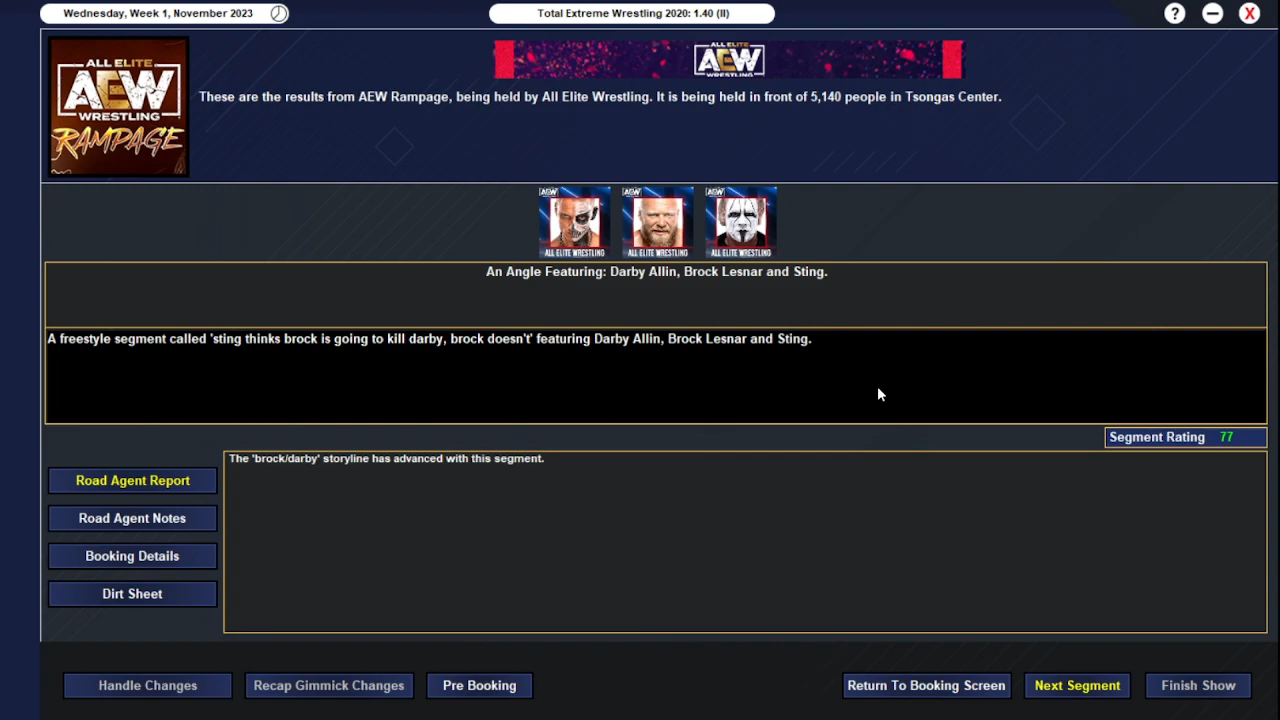 Wednesday, Week 1, November 2023
Total Extreme Wrestling 2020: 1.40 (II)
? X
ALL ELITE
AEW
WRESTLING
RAMPAGE
ALL ELITE
AEW
WRESTLING
These are the results from AEW Rampage, being held by All Elite Wrestling. It is being held in front of 5,140 people in Tsongas Center.
AEW AEW AEW
ALL ELITE WRESTLING ALL ELITE WRESTLING ALL ELITE WRESTLING
An Angle Featuring: Darby Allin, Brock Lesnar and Sting.
A freestyle segment called 'sting thinks brock is going to kill darby, brock doesn't' featuring Darby Allin, Brock Lesnar and Sting.
Segment Rating 77
The 'brock/darby' storyline has advanced with this segment.
Road Agent Report
Road Agent Notes
Booking Details
Dirt Sheet
Handle Changes Recap Gimmick Changes Pre Booking Return To Booking Screen Next Segment Finish Show